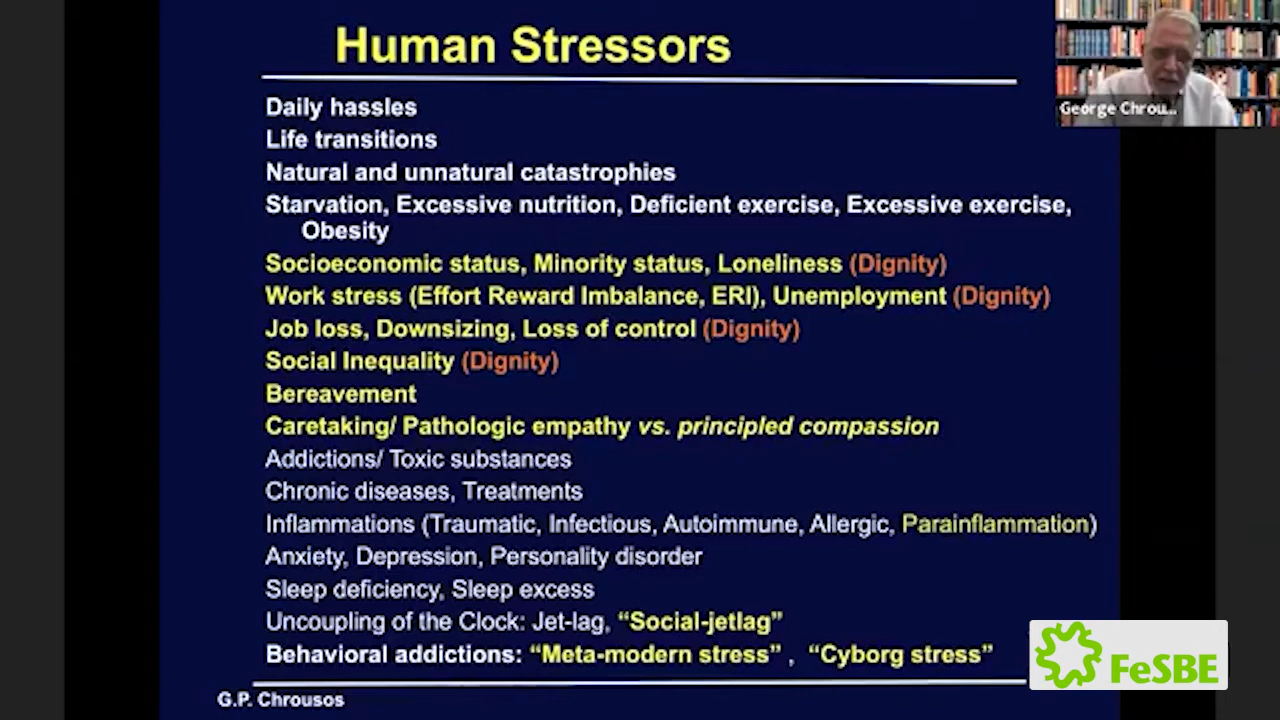 Human Stressors
George Chrou...
Daily hassles
Life transitions
Natural and unnatural catastrophies
Starvation, Excessive nutrition, Deficient exercise, Excessive exercise,
Obesity
Socioeconomic status, Minority status, Loneliness (Dignity)
Work stress (Effort Reward Imbalance, ERI), Unemployment (Dignity)
Job loss, Downsizing, Loss of control (Dignity)
Social Inequality (Dignity)
Bereavement
Caretaking/ Pathologic empathy vs. principled compassion
Addictions/ Toxic substances
Chronic diseases, Treatments
Inflammations (Traumatic, Infectious, Autoimmune, Allergic, Parainflammation)
Anxiety, Depression, Personality disorder
Sleep deficiency, Sleep excess
Uncoupling of the Clock: Jet-lag, “Social-jetlag”
Behavioral addictions: “Meta-modern stress” , “Cyborg stress”
FeSBE
G.P. Chrousos